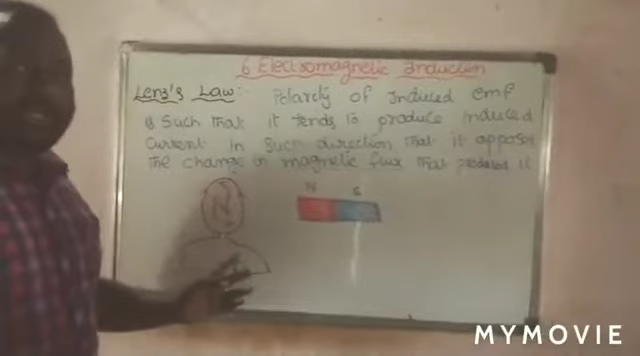 6 Electromagnetic Induction
Lenz's Law:- Polarity of Induced emf
is Such that it tends to produce induced
Current in such direction that it opposes
the change in magnetic flux that produced it
N S
N
MYMOVIE